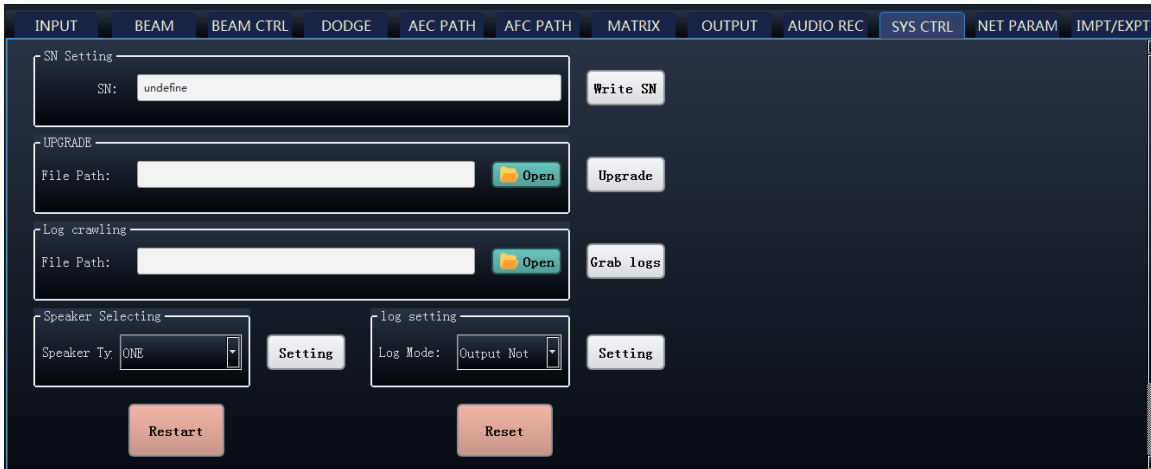 INPUT BEAM BEAM CTRL DODGE AEC PATH AFC PATH MATRIX OUTPUT AUDIO REC SYS CTRL NET PARAM IMPT/EXPT
SN Setting
SN: undefine Write SN
UPGRADE
File Path: Open Upgrade
Log crawling
File Path: Open Grab logs
Speaker Selecting log setting
Speaker Ty ONE Setting Log Mode: Output Not Setting
Restart Reset